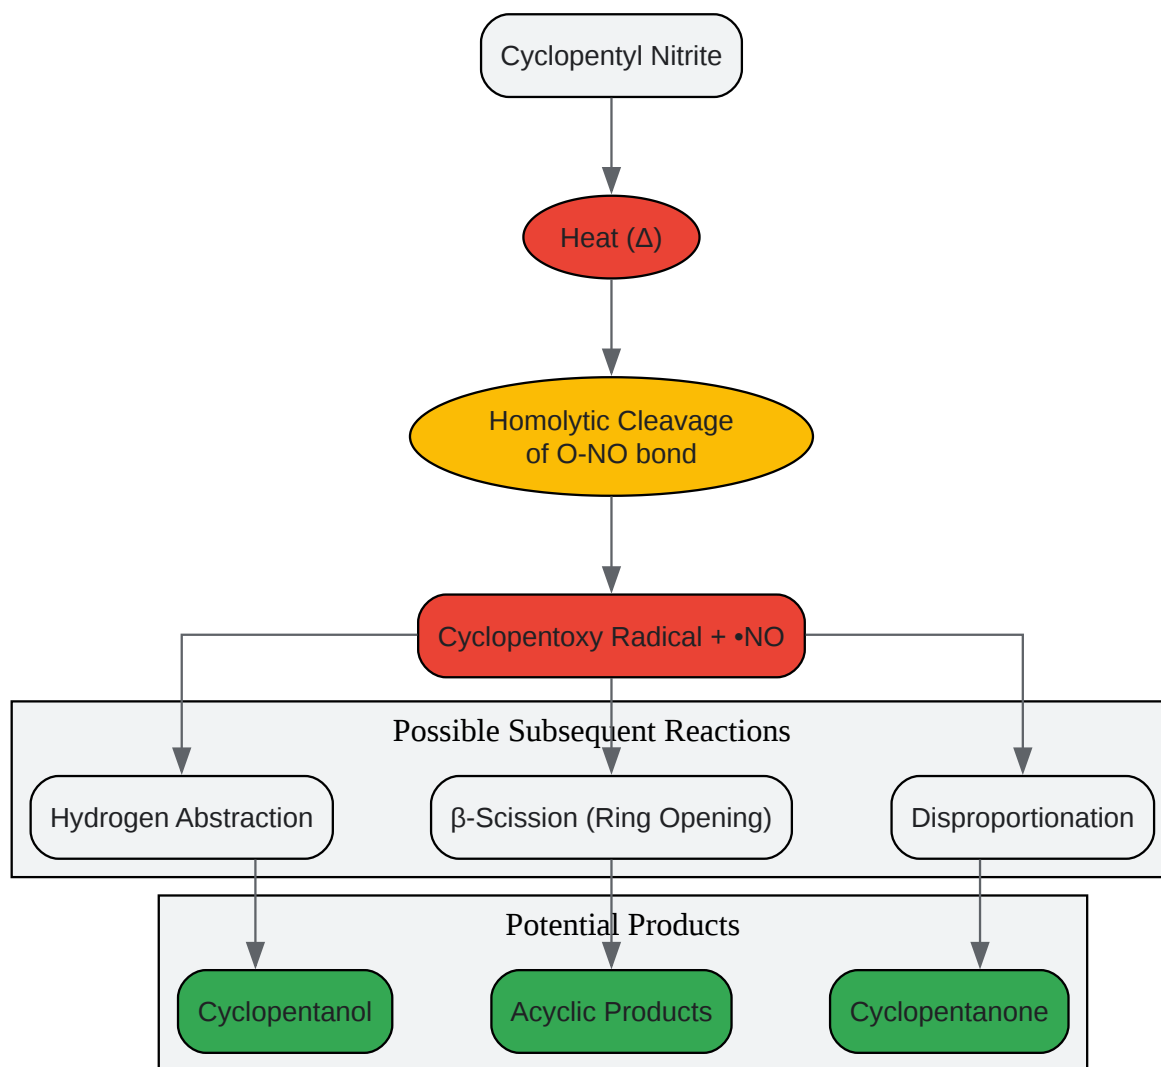 Cyclopentyl Nitrite
Heat (Δ)
Homolytic Cleavage
of O-NO bond
Cyclopentoxy Radical + •NO
Possible Subsequent Reactions
Hydrogen Abstraction
β-Scission (Ring Opening)
Disproportionation
Potential Products
Cyclopentanol
Acyclic Products
Cyclopentanone